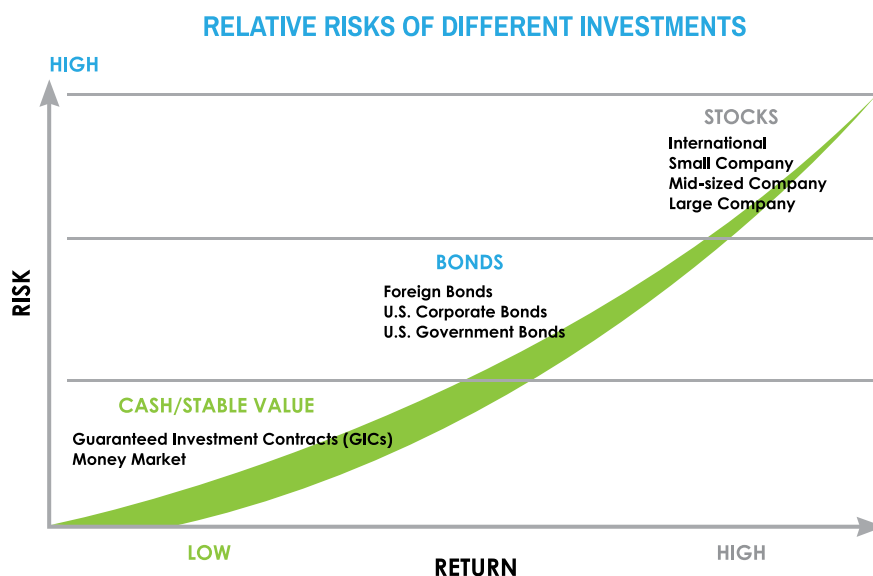 RELATIVE RISKS OF DIFFERENT INVESTMENTS
HIGH
STOCKS
International
Small Company
Mid-sized Company
Large Company
BONDS
Foreign Bonds
U.S. Corporate Bonds
U.S. Government Bonds
RISK
CASH/STABLE VALUE
Guaranteed Investment Contracts (GICs)
Money Market
LOW
HIGH
RETURN